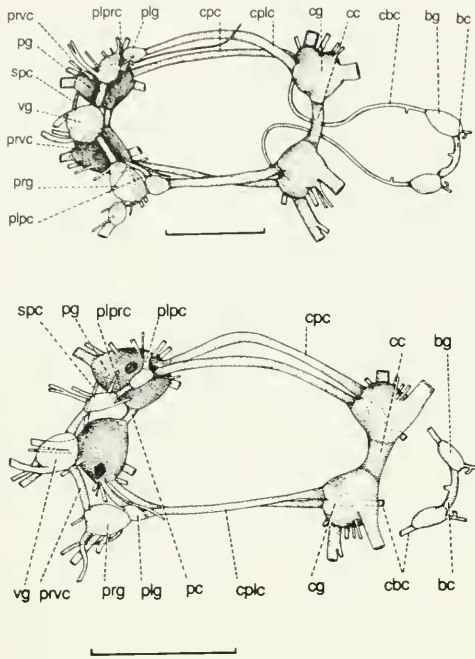 prvc plprc plg cpc cplc cg cc cbc bg bc
pg
spc
vg
prvc
prg
plpc
spc pg plprc plpc cpc cc bg
vg prvc prg plg pc cplc cg cbc bc